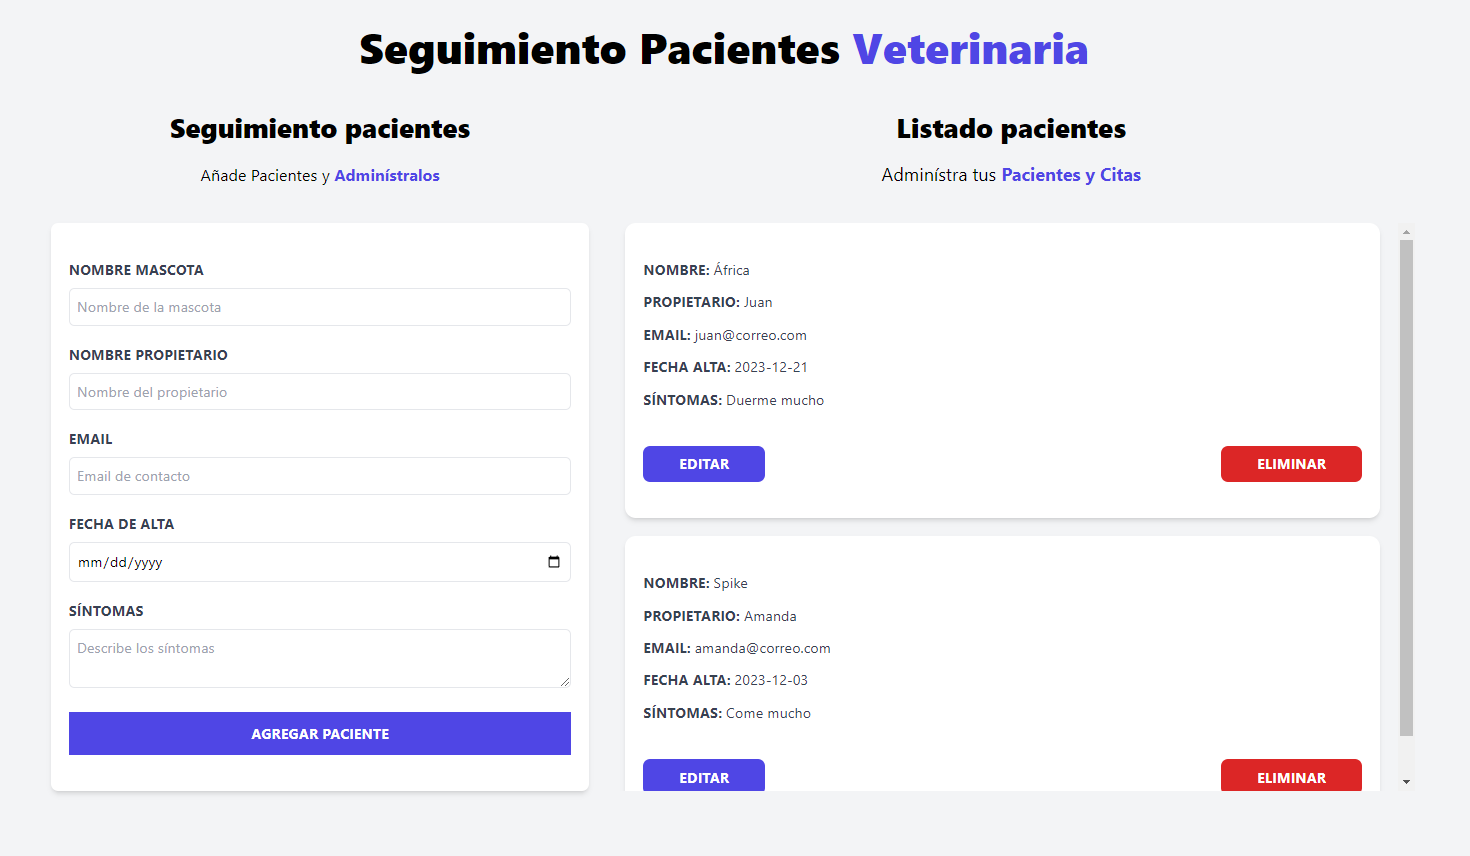 Seguimiento Pacientes Veterinaria
Seguimiento pacientes
Añade Pacientes y Adminístralos
NOMBRE MASCOTA
Nombre de la mascota
NOMBRE PROPIETARIO
Nombre del propietario
EMAIL
Email de contacto
FECHA DE ALTA
mm/dd/yyyy
SÍNTOMAS
Describe los síntomas
AGREGAR PACIENTE
Listado pacientes
Adminístra tus Pacientes y Citas
NOMBRE: África
PROPIETARIO: Juan
EMAIL: juan@correo.com
FECHA ALTA: 2023-12-21
SÍNTOMAS: Duerme mucho
EDITAR
ELIMINAR
NOMBRE: Spike
PROPIETARIO: Amanda
EMAIL: amanda@correo.com
FECHA ALTA: 2023-12-03
SÍNTOMAS: Come mucho
EDITAR
ELIMINAR